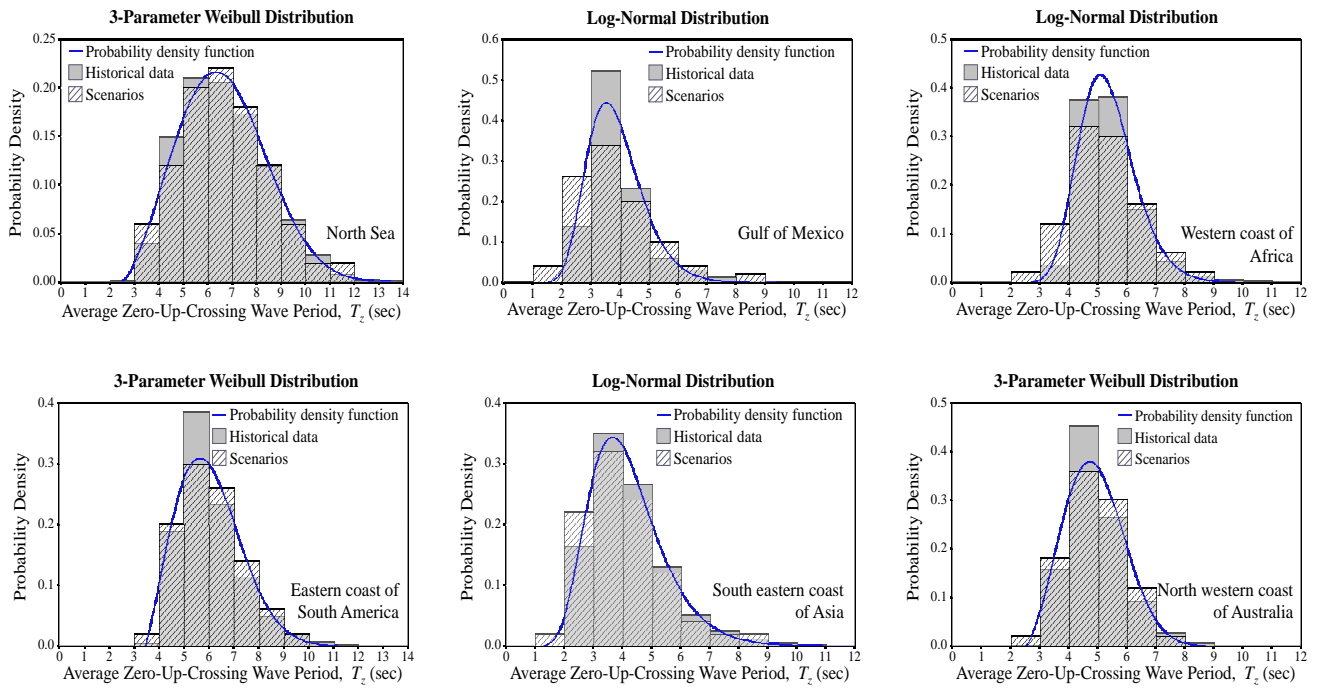 3-Parameter Weibull Distribution
Probability Density
0.25
0.20
0.15
0.10
0.05
0.00
Probability density function
Historical data
Scenarios
North Sea
0 1 2 3 4 5 6 7 8 9 10 11 12 13 14
Average Zero-Up-Crossing Wave Period, Tz (sec)
Log-Normal Distribution
Probability Density
0.6
0.5
0.4
0.3
0.2
0.1
0.0
Probability density function
Historical data
Scenarios
Gulf of Mexico
0 1 2 3 4 5 6 7 8 9 10 11 12
Average Zero-Up-Crossing Wave Period, Tz (sec)
Log-Normal Distribution
Probability Density
0.5
0.4
0.3
0.2
0.1
0.0
Probability density function
Historical data
Scenarios
Western coast of
Africa
0 1 2 3 4 5 6 7 8 9 10 11 12
Average Zero-Up-Crossing Wave Period, Tz (sec)
3-Parameter Weibull Distribution
Probability Density
0.4
0.3
0.2
0.1
0.0
Probability density function
Historical data
Scenarios
Eastern coast of
South America
0 1 2 3 4 5 6 7 8 9 10 11 12 13 14
Average Zero-Up-Crossing Wave Period, Tz (sec)
Log-Normal Distribution
Probability Density
0.4
0.3
0.2
0.1
0.0
Probability density function
Historical data
Scenarios
South eastern coast
of Asia
0 1 2 3 4 5 6 7 8 9 10 11 12
Average Zero-Up-Crossing Wave Period, Tz (sec)
3-Parameter Weibull Distribution
Probability Density
0.5
0.4
0.3
0.2
0.1
0.0
Probability density function
Historical data
Scenarios
North western coast
of Australia
0 1 2 3 4 5 6 7 8 9 10 11 12
Average Zero-Up-Crossing Wave Period, Tz (sec)